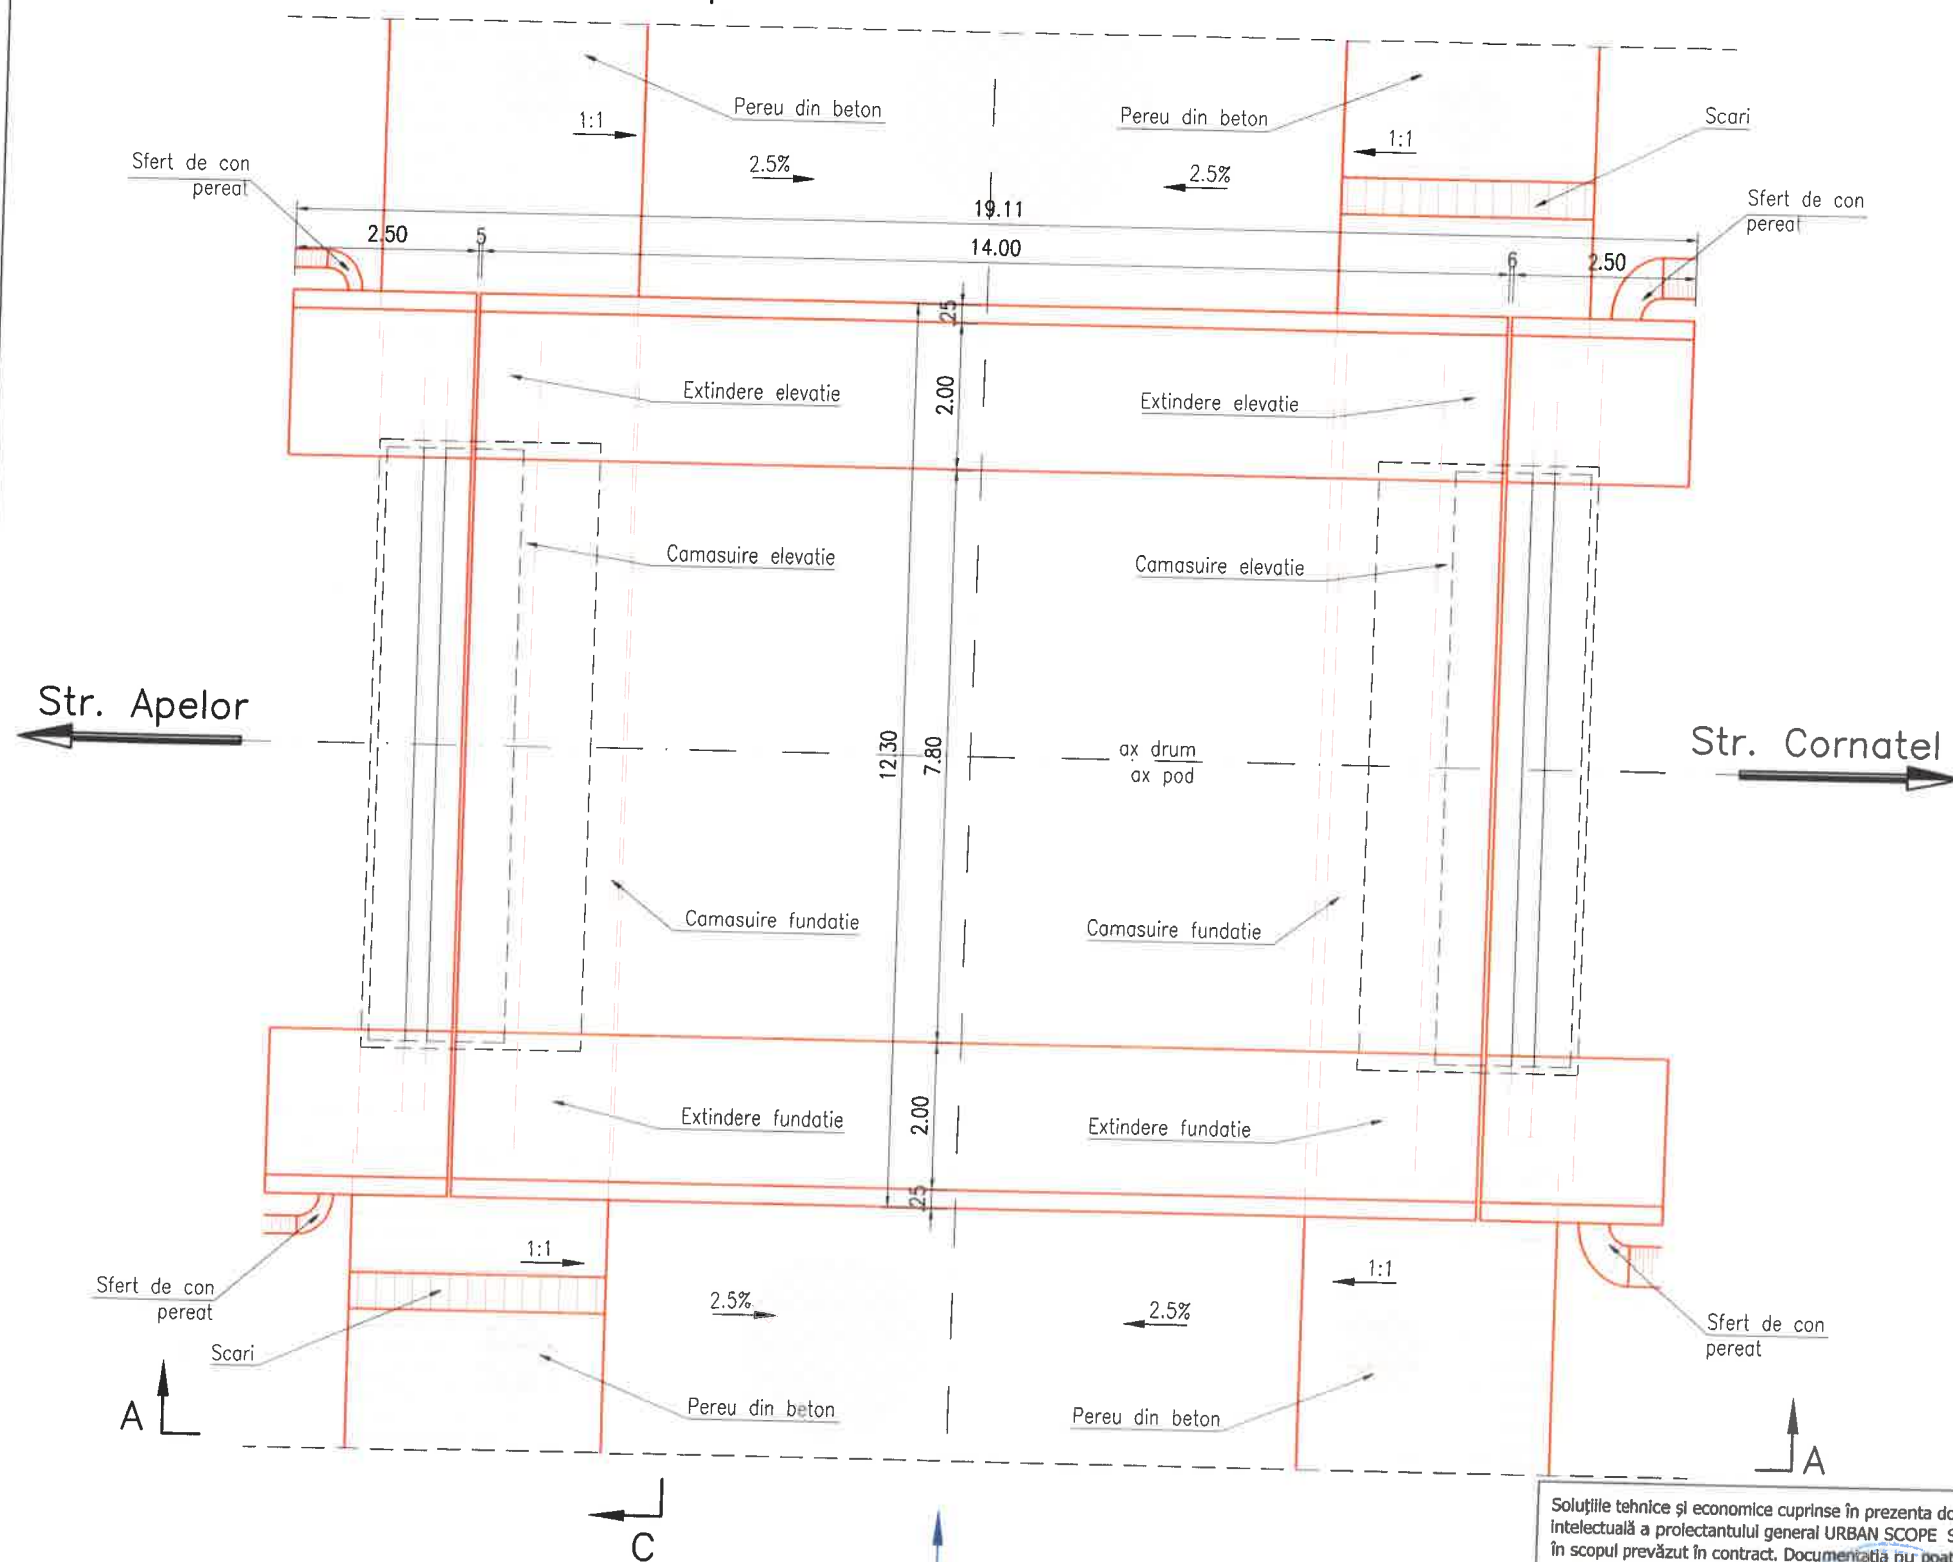 Pereu din beton
Pereu din beton
Scari
1:1
1:1
Sfert de con
pereat
2.5%
2.5%
Sfert de con
pereat
19.11
2.50
5
14.00
6
2.50
25
2.00
Extindere elevatie
Extindere elevatie
Camasuire elevatie
Camasuire elevatie
Str. Apelor
Str. Cornatel
12.30
7.80
ax drum
ax pod
Camasuire fundatie
Camasuire fundatie
2.00
Extindere fundatie
Extindere fundatie
25
1:1
1:1
Sfert de con
pereat
2.5%
2.5%
Sfert de con
pereat
Scari
A
Pereu din beton
Pereu din beton
A
C
Soluțiile tehnice și economice cuprinse în prezenta do
intelectuală a proiectantului general URBAN SCOPE S
în scopul prevăzut în contract. Documentația nu poat